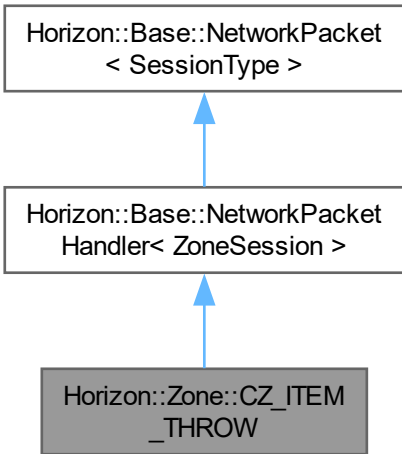 Horizon::Base::NetworkPacket
< SessionType >
Horizon::Base::NetworkPacket
Handler< ZoneSession >
Horizon::Zone::CZ_ITEM
_THROW